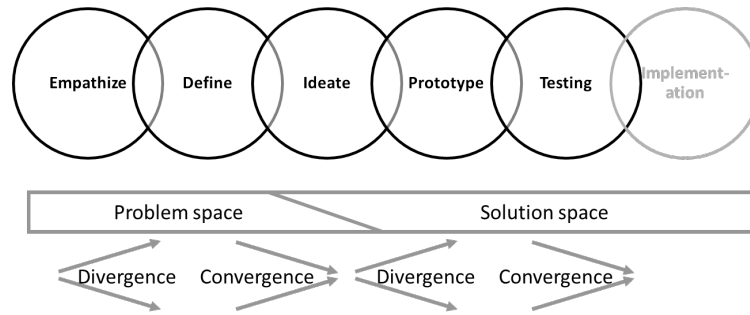 Empathize
Define
Ideate
Prototype
Testing
Implement-
ation
Problem space
Solution space
Divergence
Convergence
Divergence
Convergence